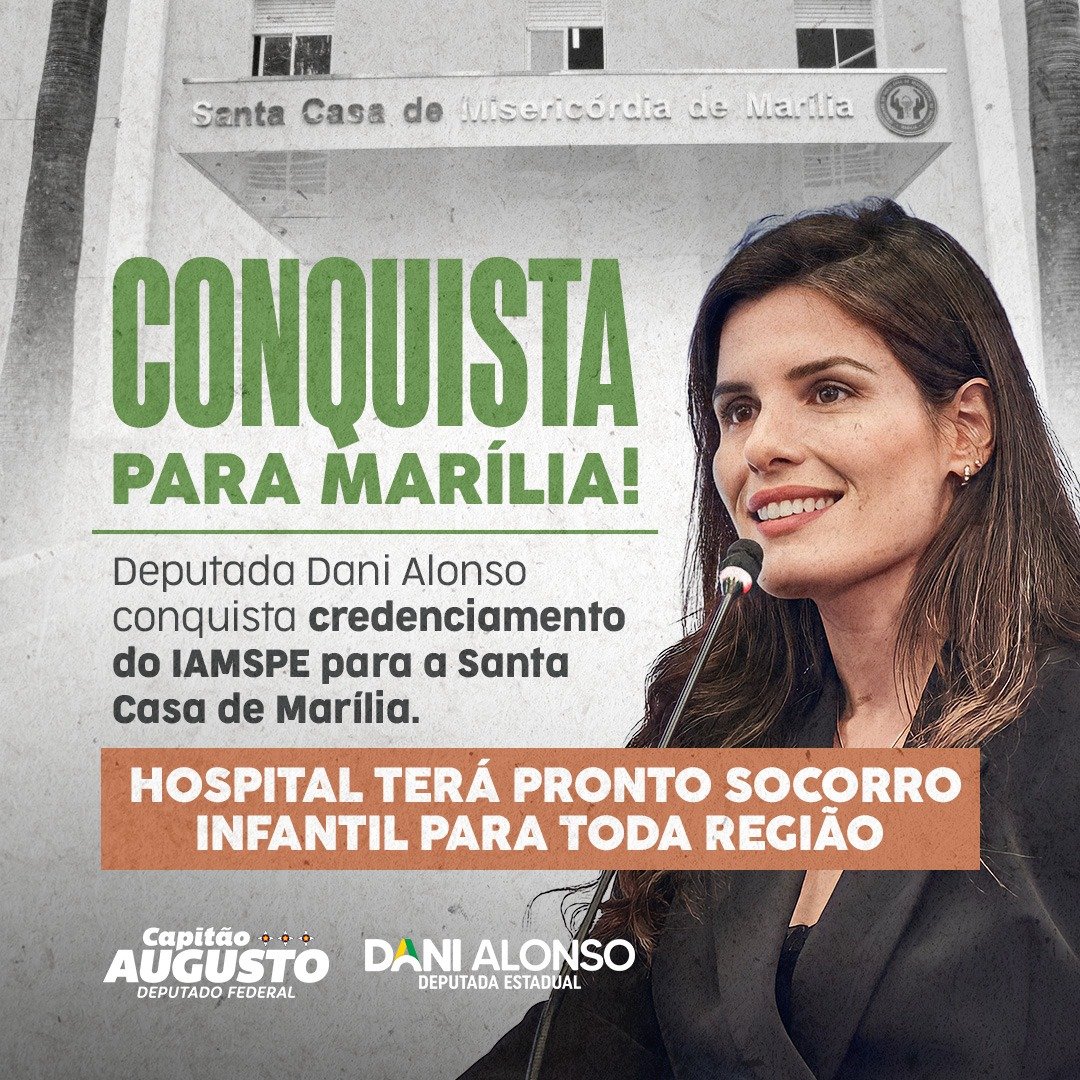 Santa Casa de Misericórdia de Marília
CONQUISTA
PARA MARÍLIA!
Deputada Dani Alonso
conquista credenciamento
do IAMSPE para a Santa
Casa de Marília.
HOSPITAL TERÁ PRONTO SOCORRO
INFANTIL PARA TODA REGIÃO
Capitão
AUGUSTO
DEPUTADO FEDERAL
DANI ALONSO
DEPUTADA ESTADUAL